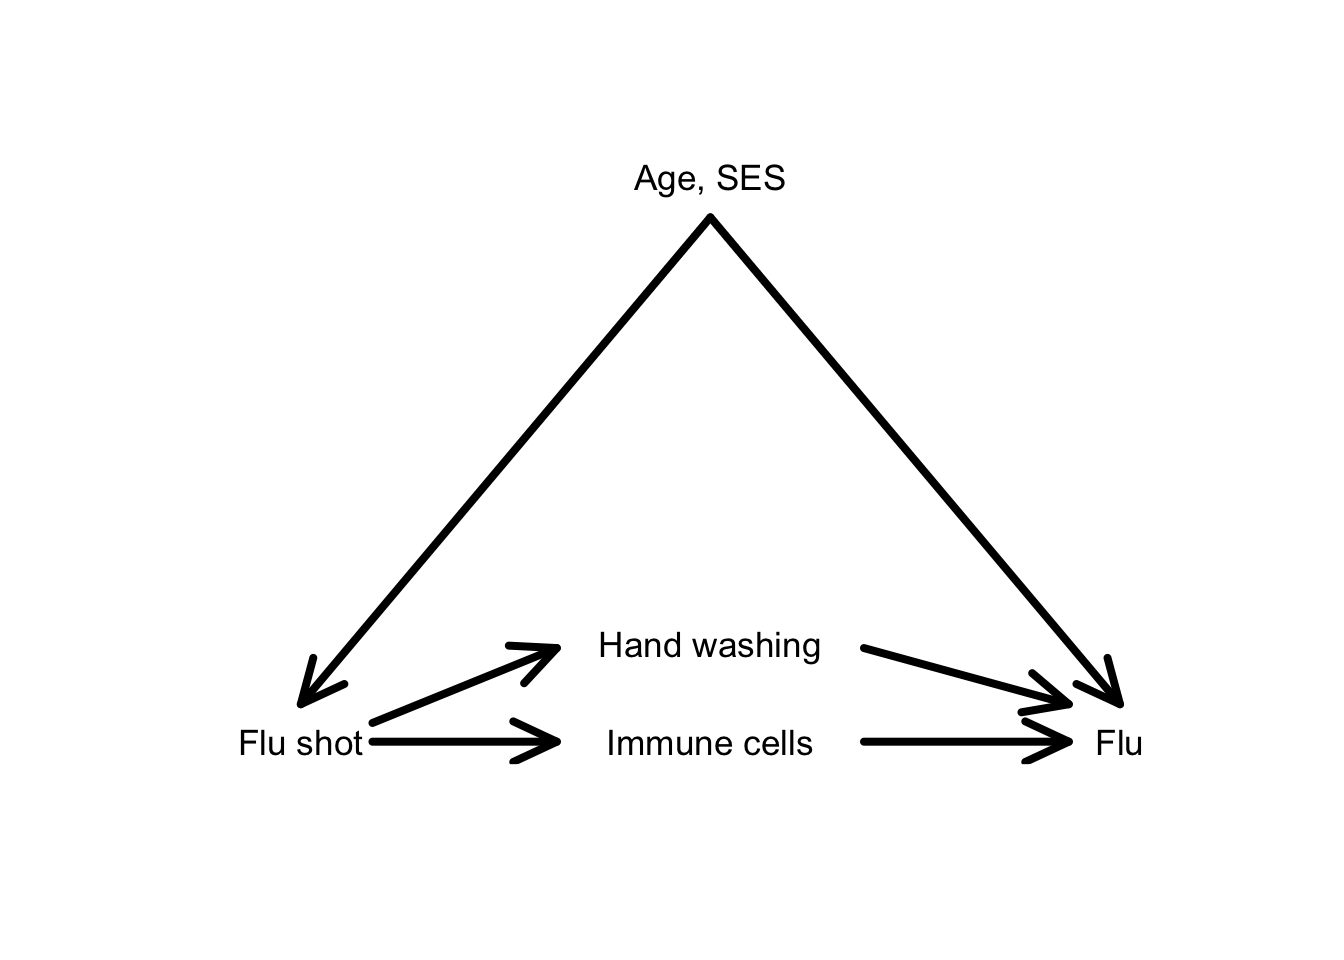 Age, SES
Hand washing
Flu shot
Immune cells
Flu